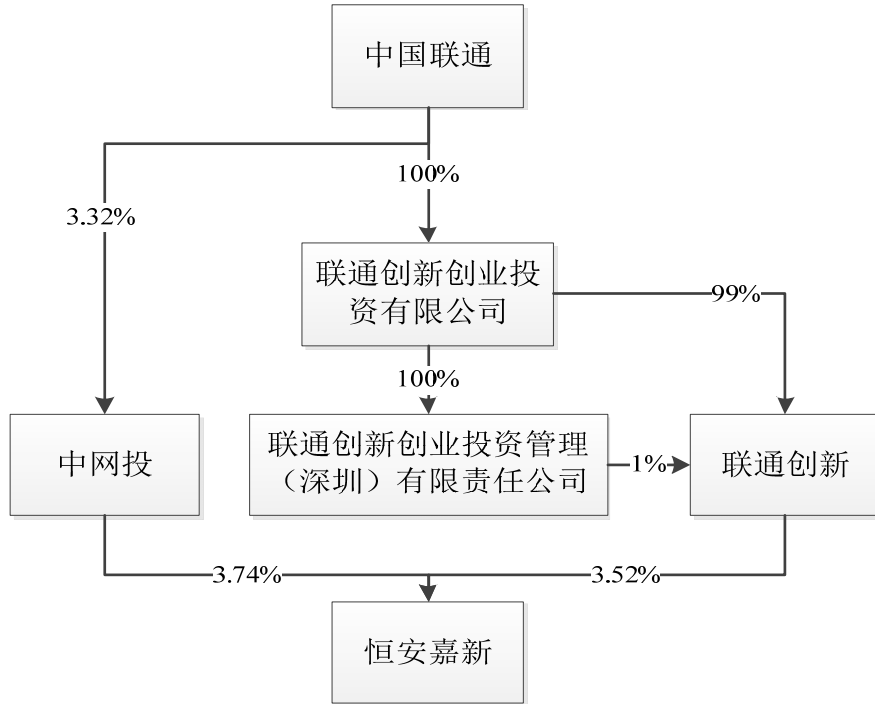 中国联通
100%
3.32%
联通创新创业投
资有限公司
99%
100%
中网投
联通创新创业投资管理
（深圳）有限责任公司
1%
联通创新
3.74%
3.52%
恒安嘉新